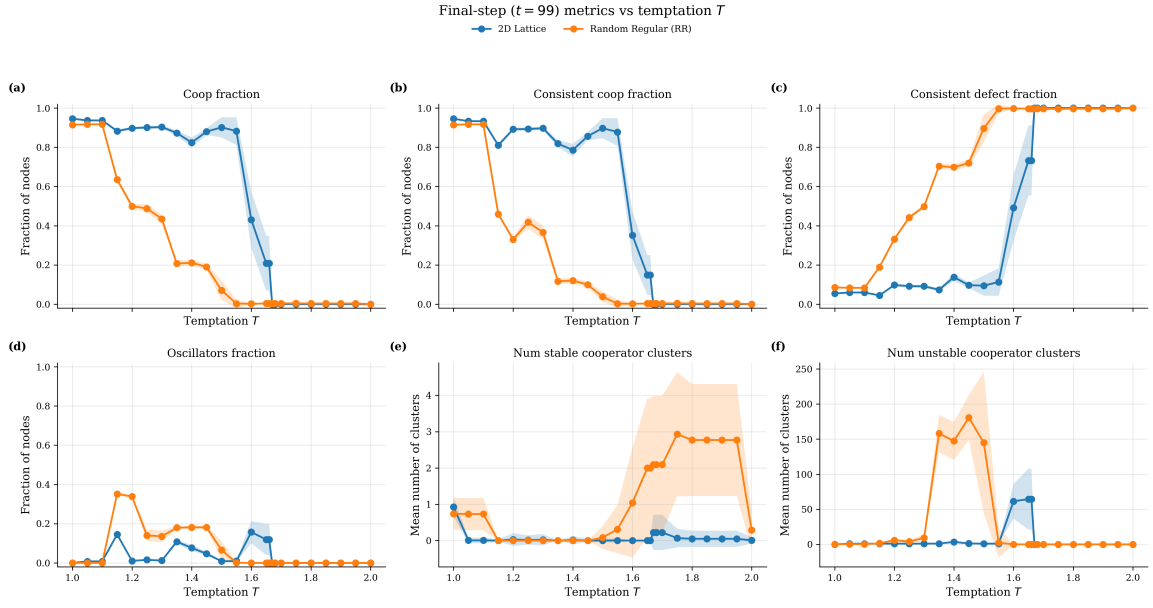 Final-step (t = 99) metrics vs temptation T
2D Lattice
Random Regular (RR)
(a)
Coop fraction
1.0
0.8
0.6
0.4
0.2
0.0
Fraction of nodes
Temptation T
(b)
Consistent coop fraction
1.0
0.8
0.6
0.4
0.2
0.0
Fraction of nodes
Temptation T
(c)
Consistent defect fraction
1.0
0.8
0.6
0.4
0.2
0.0
Fraction of nodes
Temptation T
(d)
Oscillators fraction
1.0
0.8
0.6
0.4
0.2
0.0
Fraction of nodes
1.0 1.2 1.4 1.6 1.8 2.0
Temptation T
(e)
Num stable cooperator clusters
4
3
2
1
0
Mean number of clusters
1.0 1.2 1.4 1.6 1.8 2.0
Temptation T
(f)
Num unstable cooperator clusters
250
200
150
100
50
0
Mean number of clusters
1.0 1.2 1.4 1.6 1.8 2.0
Temptation T